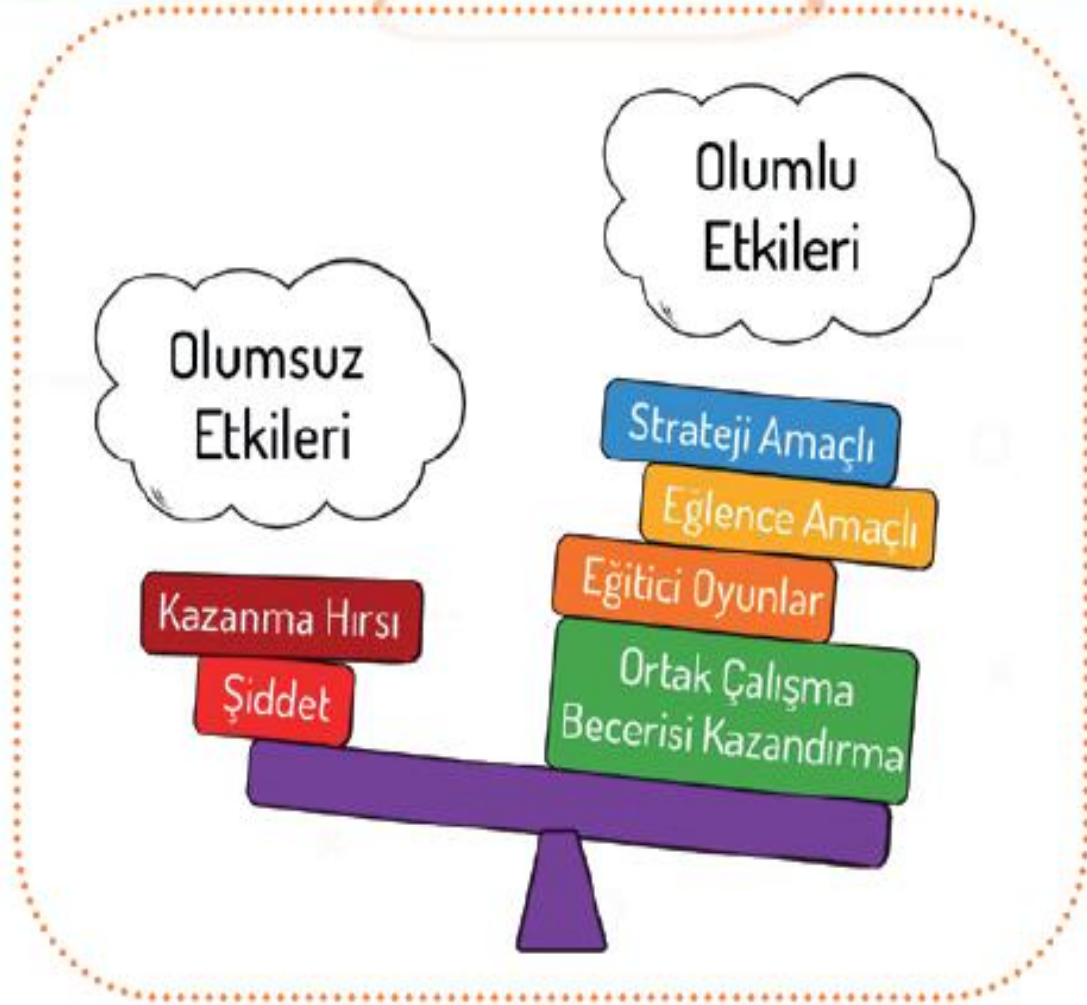 Olumlu
Etkileri
Olumsuz
Etkileri
Strateji Amaçlı
Eğlence Amaçlı
Eğitici Oyunlar
Ortak Çalışma
Becerisi Kazandırma
Kazanma Hırsı
Şiddet